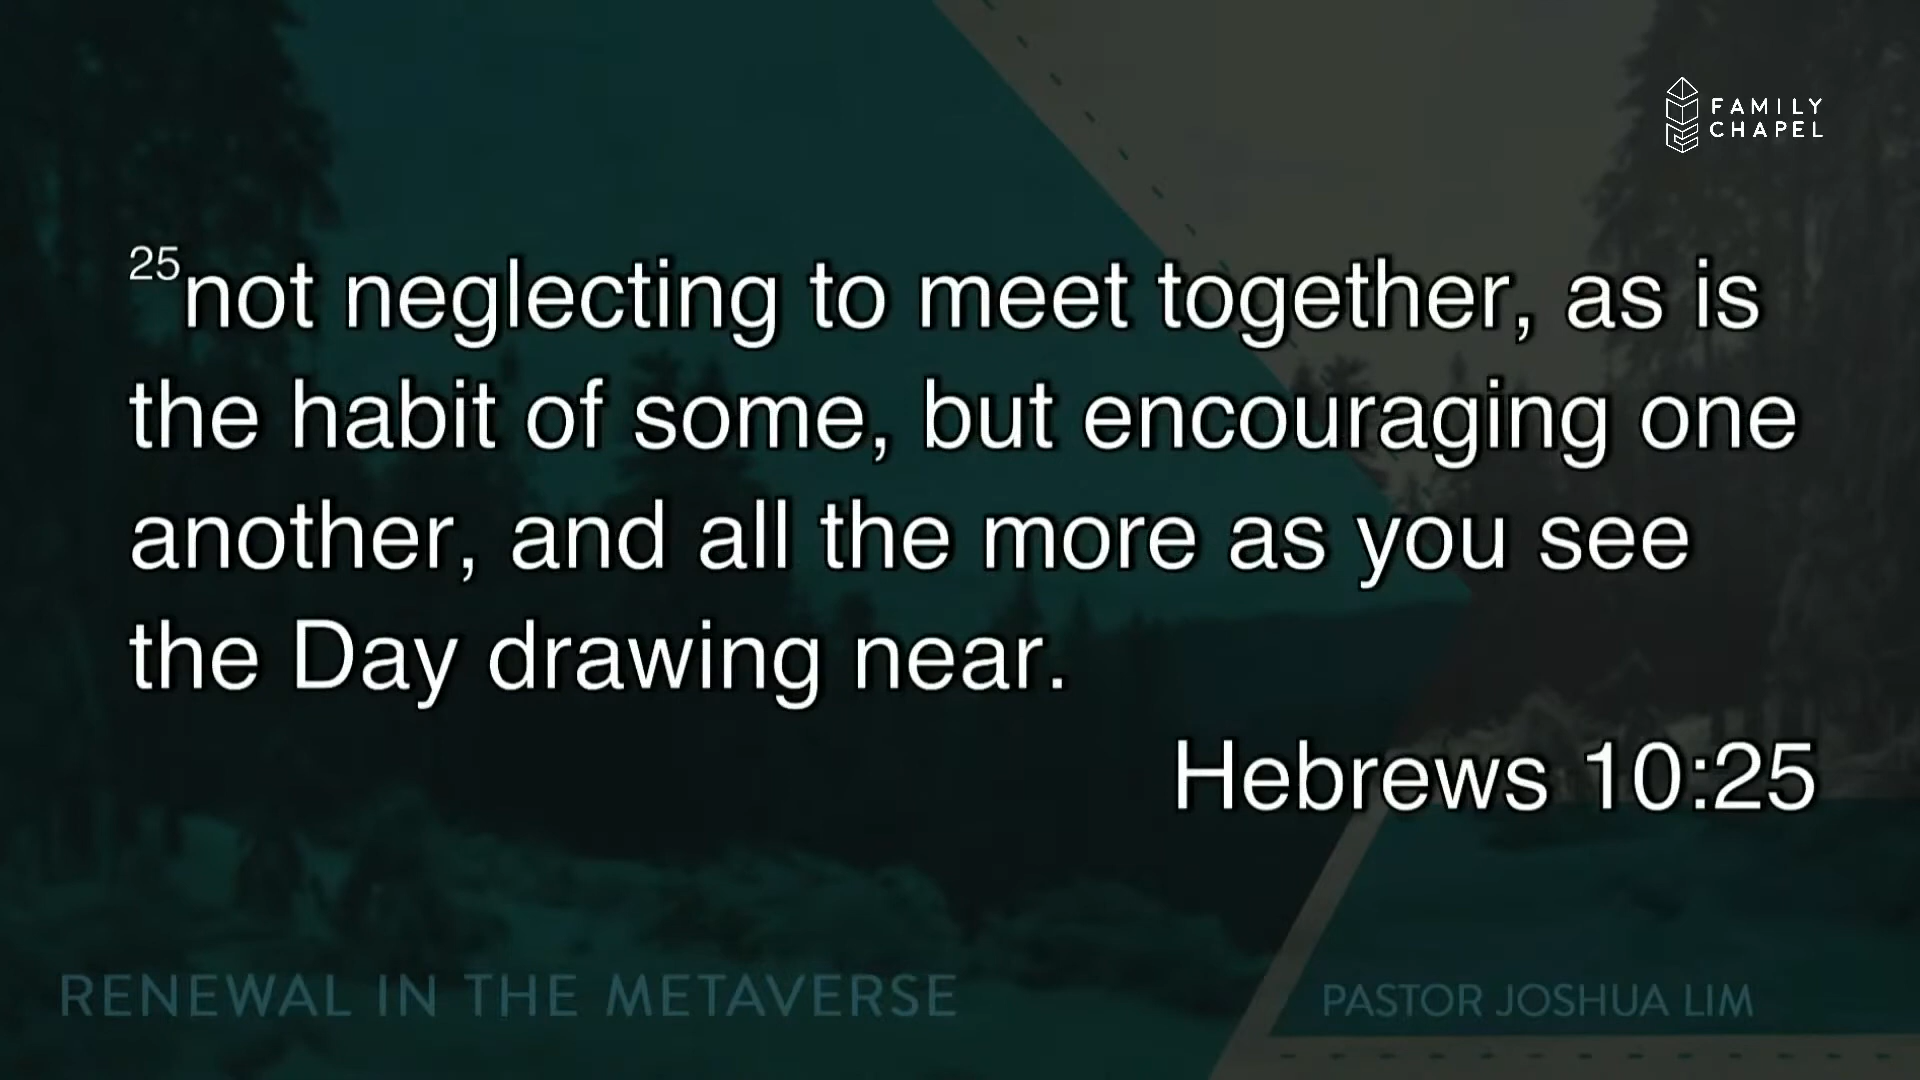 FAMILY
CHAPEL
25not neglecting to meet together, as is
the habit of some, but encouraging one
another, and all the more as you see
the Day drawing near.
Hebrews 10:25
RENEWAL IN THE METAVERSE
PASTOR JOSHUA LIM